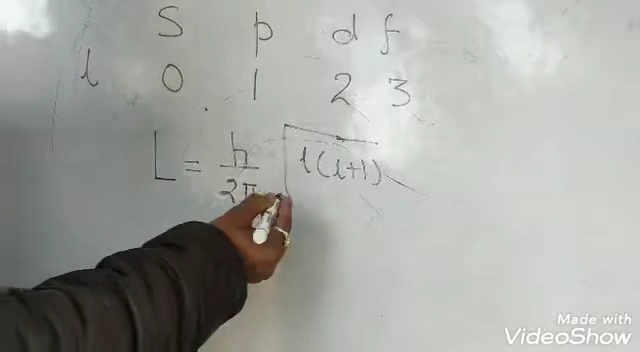 S p d f
l 0 1 2 3
L = h/2π √l(l+1)
Made with
VideoShow